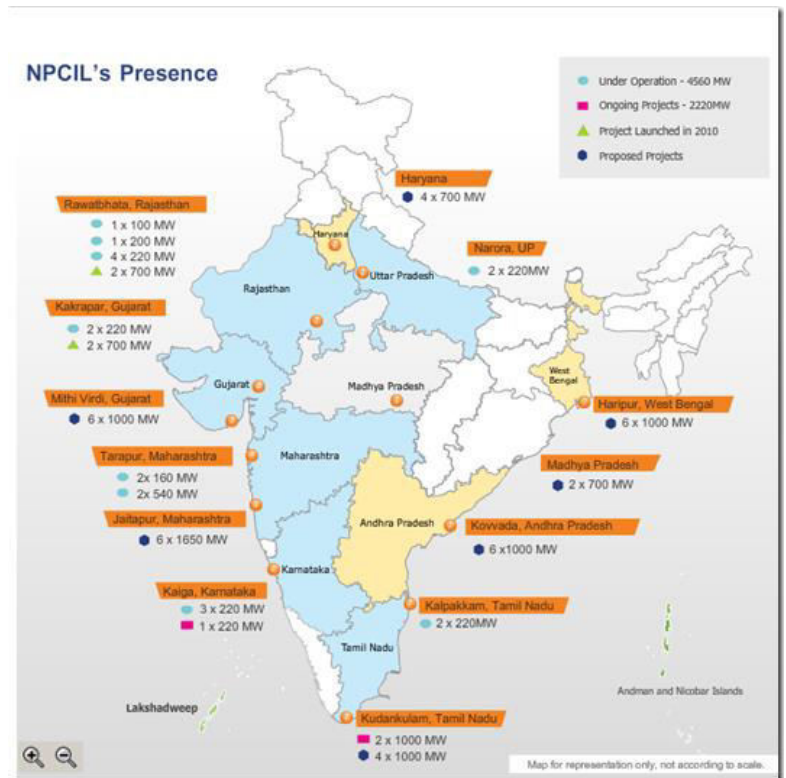 NPCIL's Presence
Under Operation - 4560 MW
Ongoing Projects - 2220MW
Project Launched in 2010
Proposed Projects
Haryana
4 x 700 MW
Rawatbhata, Rajasthan
1 x 100 MW
1 x 200 MW
4 x 220 MW
2 x 700 MW
Haryana
Narora, UP
2 x 220MW
Uttar Pradesh
Rajasthan
Kakrapar, Gujarat
2 x 220 MW
2 x 700 MW
Gujarat
Madhya Pradesh
West
Bengal
Mithi Virdi, Gujarat
6 x 1000 MW
Haripur, West Bengal
6 x 1000 MW
Tarapur, Maharashtra
2x 160 MW
2x 540 MW
Maharashtra
Madhya Pradesh
2 x 700 MW
Jaitapur, Maharashtra
6 x 1650 MW
Andhra Pradesh
Kovvada, Andhra Pradesh
6 x1000 MW
Karnataka
Kaiga, Karnataka
3 x 220 MW
1 x 220 MW
Kalpakkam, Tamil Nadu
2 x 220MW
Tamil Nadu
Andman and Nicobar Islands
Lakshadweep
Kudankulam, Tamil Nadu
2 x 1000 MW
4 x 1000 MW
Map for representation only, not according to scale.